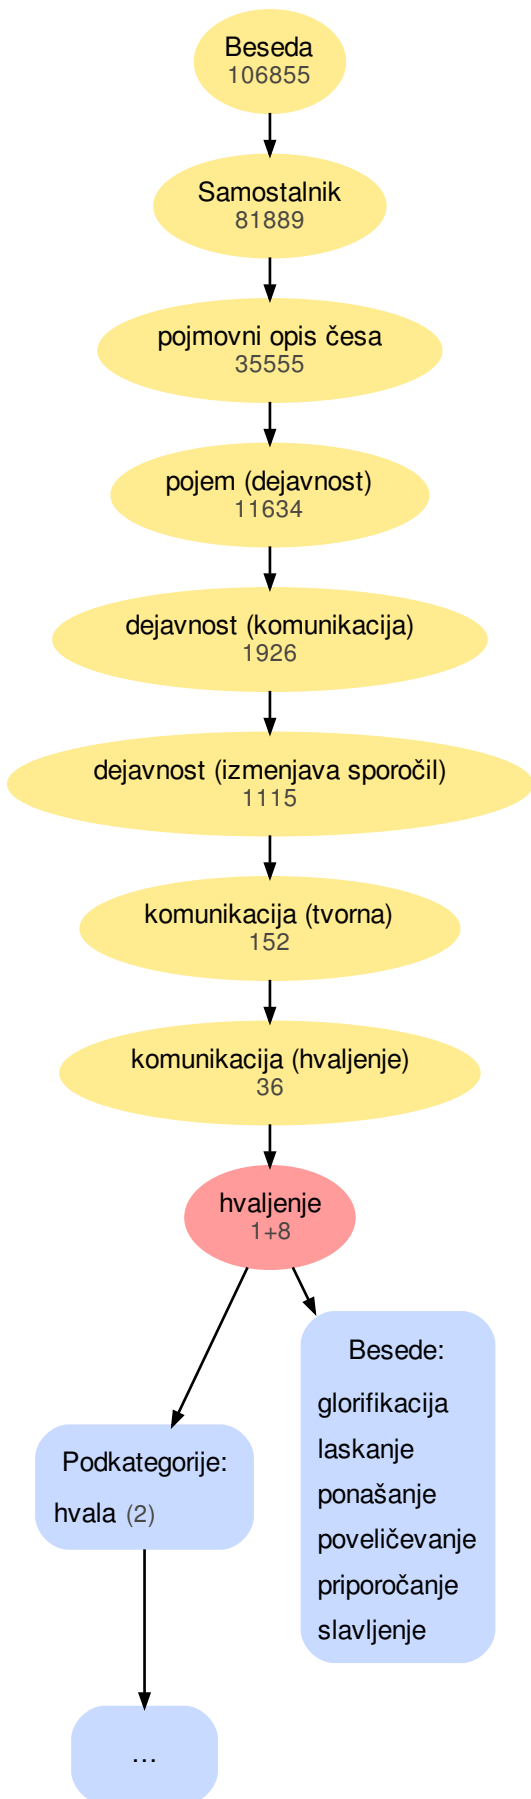 Beseda
106855
Samostalnik
81889
pojmovni opis česa
35555
pojem (dejavnost)
11634
dejavnost (komunikacija)
1926
dejavnost (izmenjava sporočil)
1115
komunikacija (tvorna)
152
komunikacija (hvaljenje)
36
hvaljenje
1+8
Besede:
glorifikacija
laskanje
ponašanje
poveličevanje
priporočanje
slavljenje
Podkategorije:
hvala (2)
...